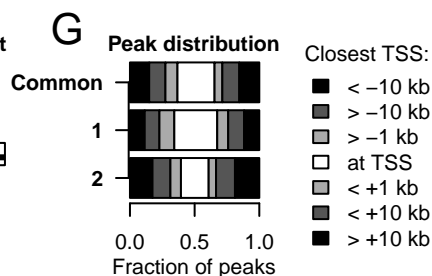 G
Peak distribution
Common
1
2
0.0 0.5 1.0
Fraction of peaks
Closest TSS:
< −10 kb
> −10 kb
> −1 kb
at TSS
< +1 kb
< +10 kb
> +10 kb